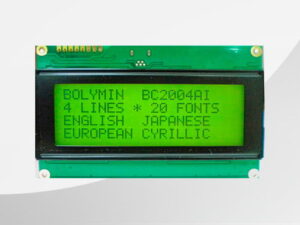 BOLYMIN BC2004AI
4 LINES * 20 FONTS
ENGLISH JAPANESE
EUROPEAN CYRILLIC